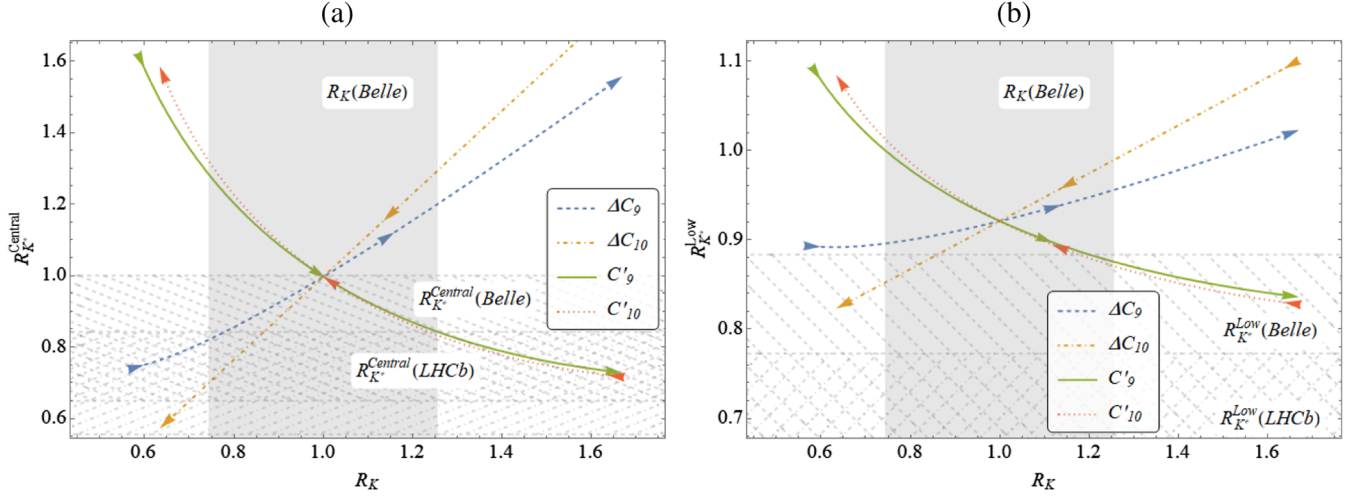 (a)
1.6
1.4
1.2
1.0
0.8
0.6
R_{K*}^{Central}
R_K(Belle)
ΔC_9
ΔC_10
C'_9
C'_10
R_{K*}^{Central}(Belle)
R_{K*}^{Central}(LHCb)
0.6 0.8 1.0 1.2 1.4 1.6
R_K
(b)
1.1
1.0
0.9
0.8
0.7
R_{K*}^{Low}
R_K(Belle)
ΔC_9
ΔC_10
C'_9
C'_10
R_{K*}^{Low}(Belle)
R_{K*}^{Low}(LHCb)
0.6 0.8 1.0 1.2 1.4 1.6
R_K